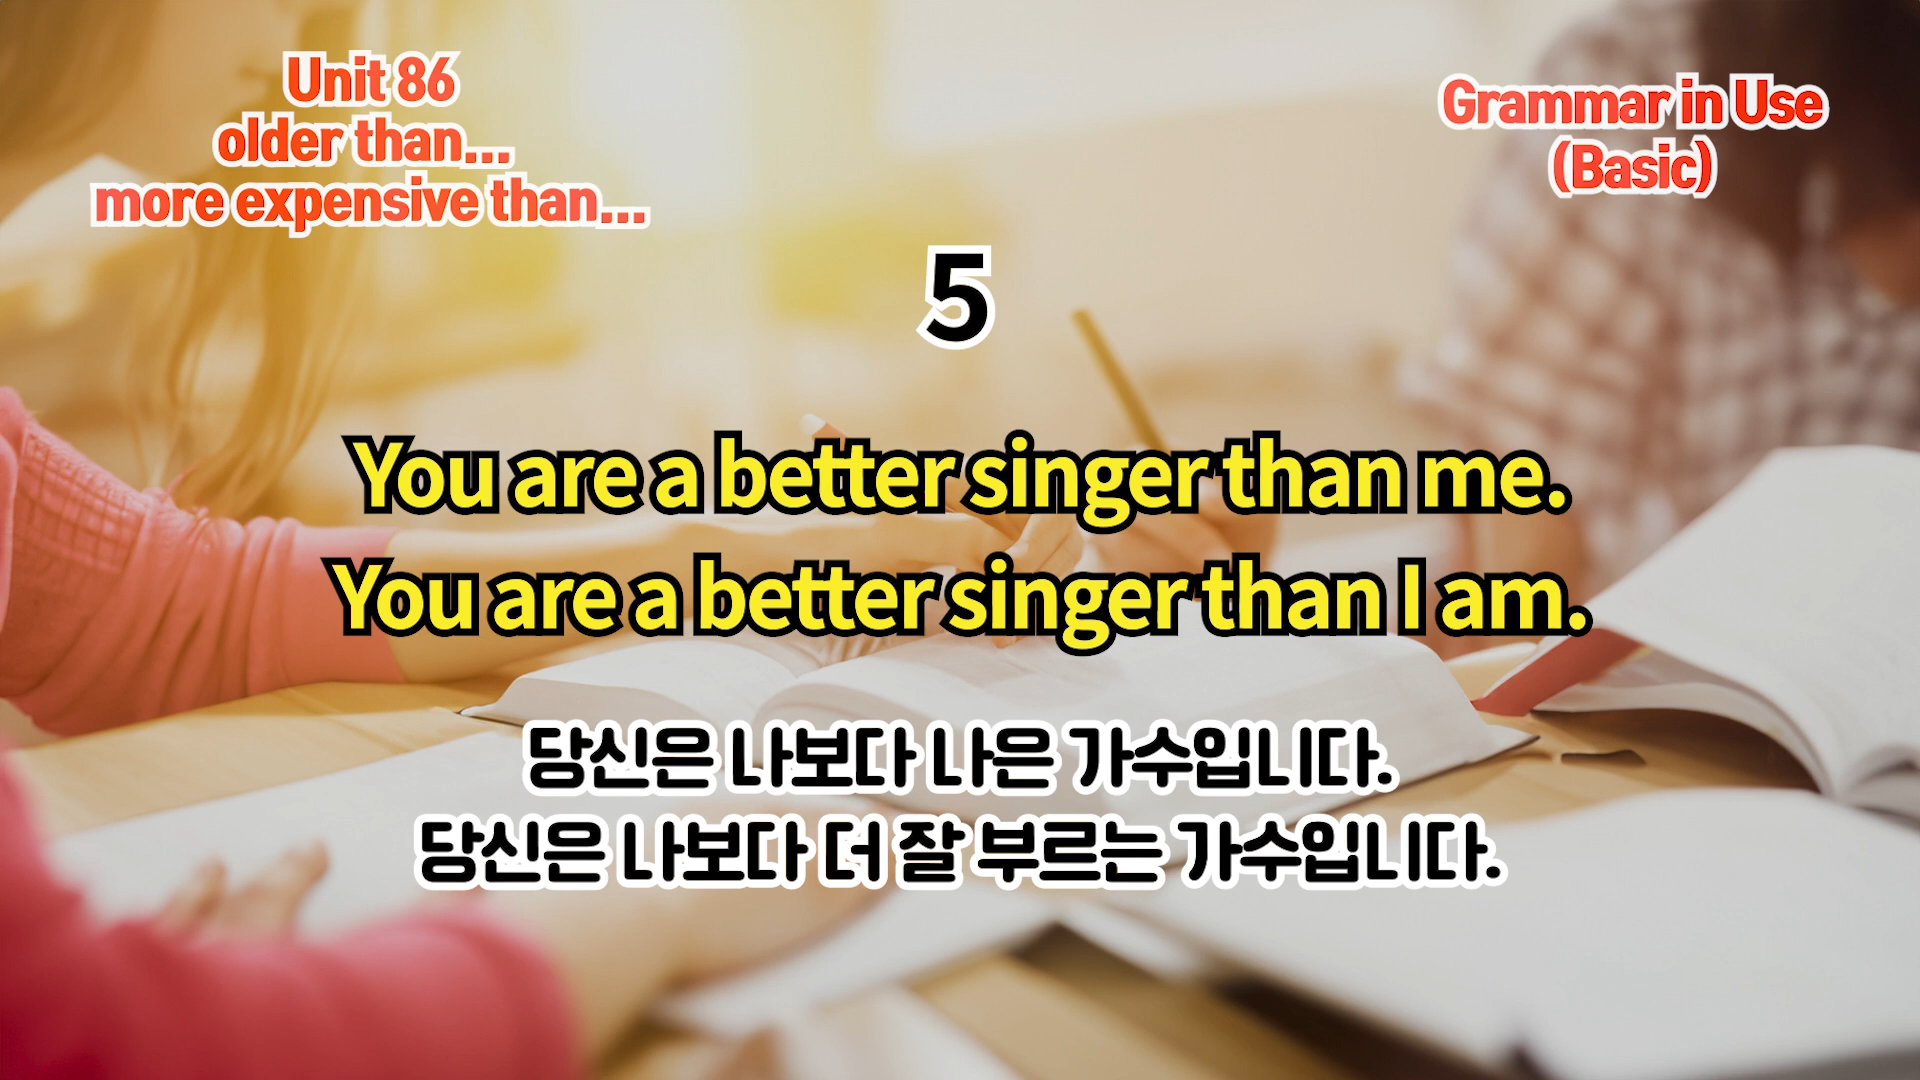 Unit 86
older than...
more expensive than...
Grammar in Use
(Basic)
5
You are a better singer than me.
You are a better singer than I am.
당신은 나보다 나은 가수입니다.
당신은 나보다 더 잘 부르는 가수입니다.